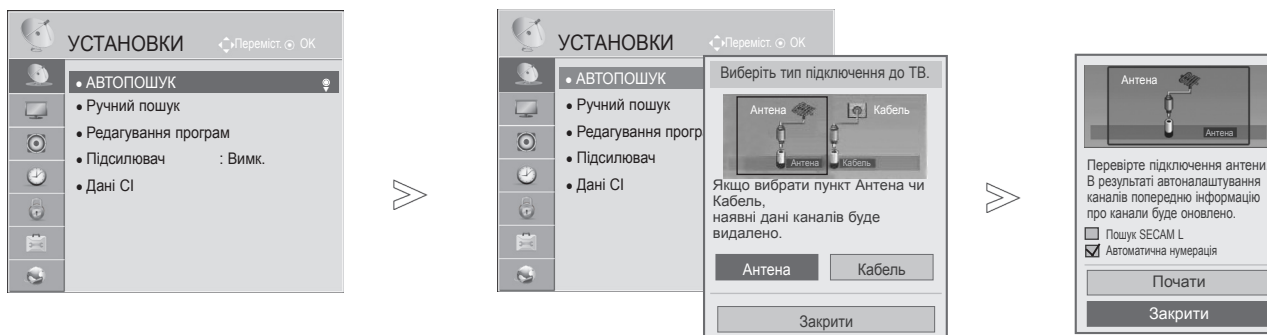 УСТАНОВКИ
Переміст. OK
• АВТОПОШУК
• Ручний пошук
• Редагування програм
• Підсилювач : Вимк.
• Дані CI
УСТАНОВКИ
Переміст. OK
• АВТОПОШУК
• Ручний пошук
• Редагування прогр
• Підсилювач
• Дані CI
Виберіть тип підключення до ТВ.
Антена
Кабель
Антена
Кабель
Якщо вибрати пункт Антена чи
Кабель,
наявні дані каналів буде
видалено.
Антена
Кабель
Закрити
Антена
Антена
Перевірте підключення антени
В результаті автоналаштування
каналів попередню інформацію
про канали буде оновлено.
Пошук SECAM L
Автоматична нумерація
Почати
Закрити